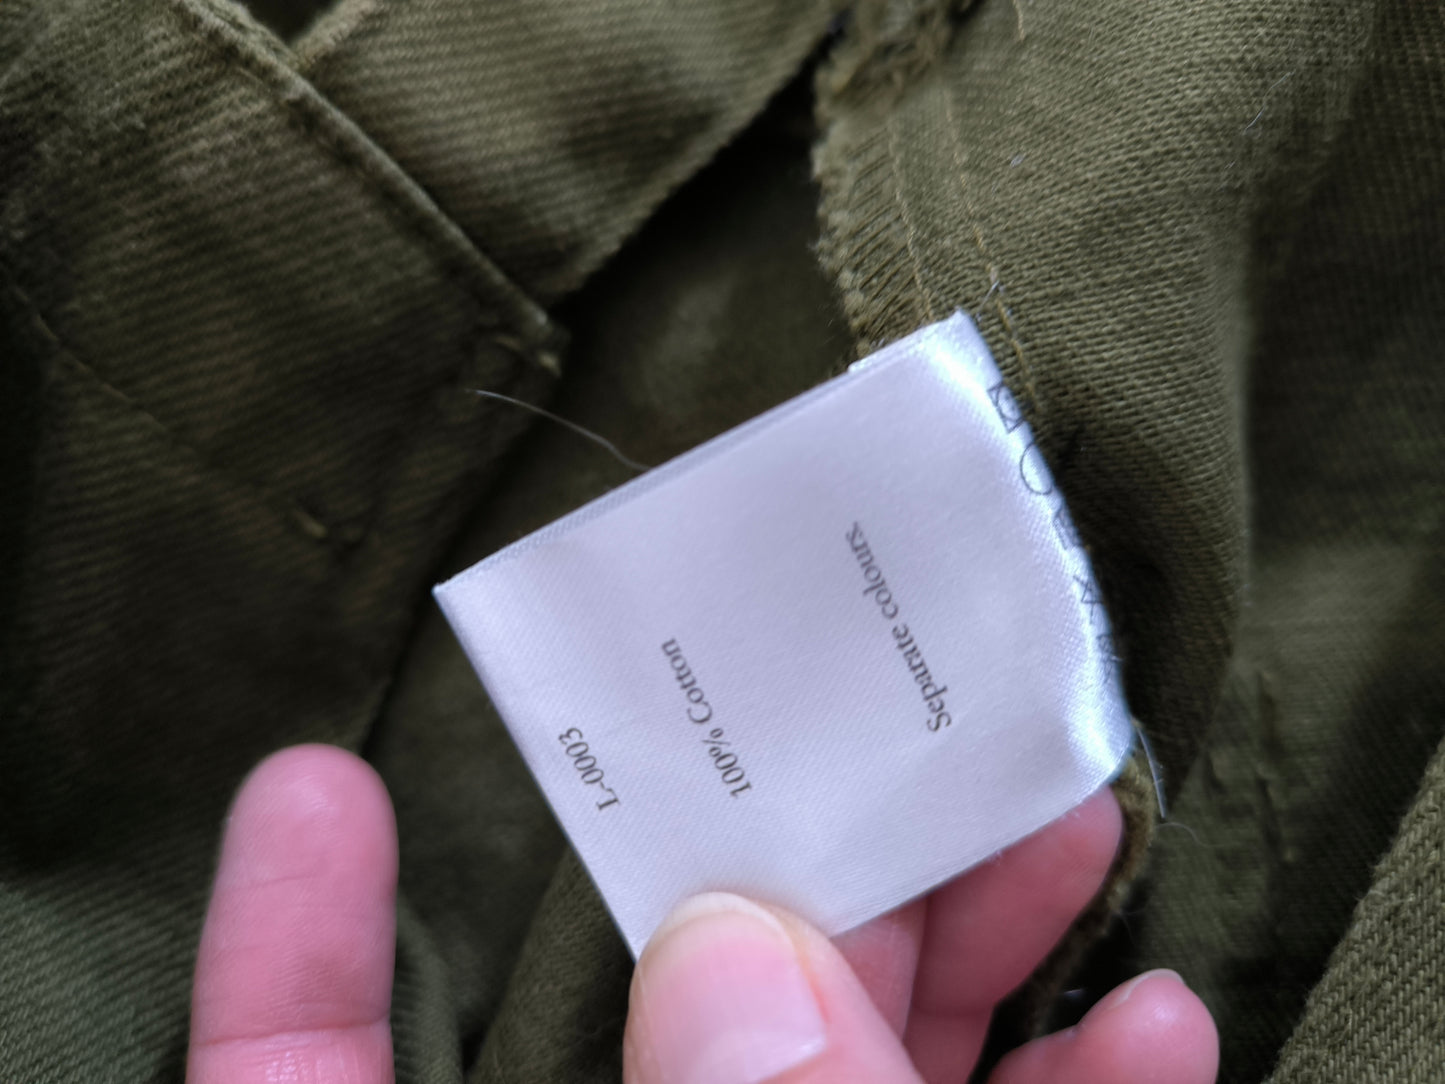 Separate colours.
100% Cotton
L-0003